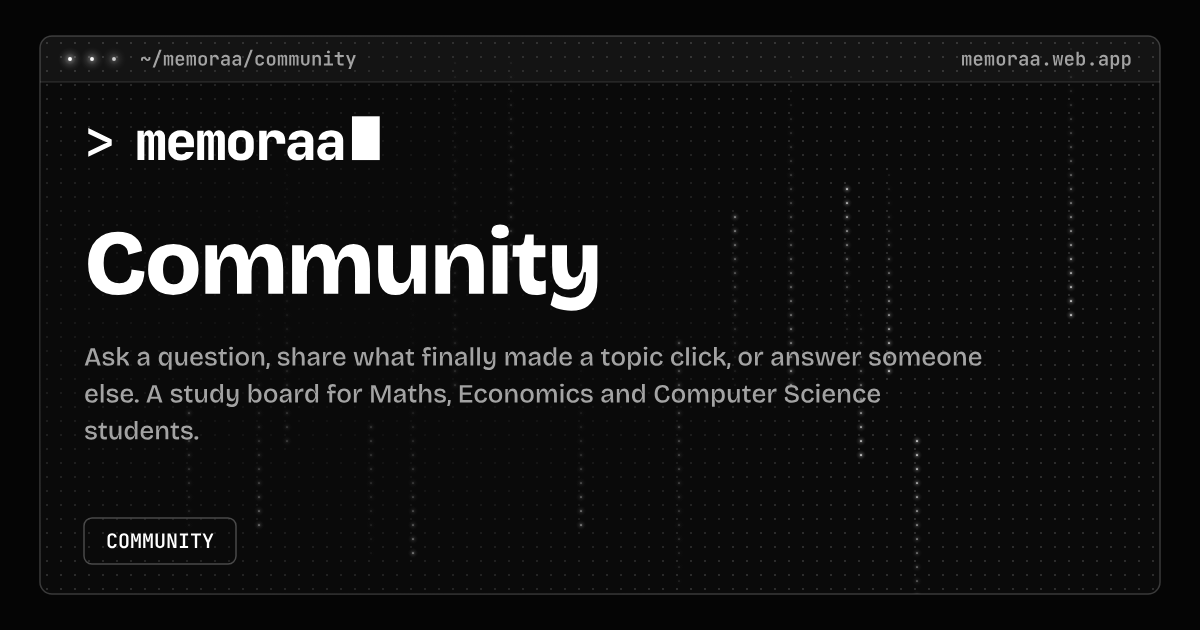 ~/memoraa/community
memoraa.web.app
> memoraa
Community
Ask a question, share what finally made a topic click, or answer someone
else. A study board for Maths, Economics and Computer Science
students.
COMMUNITY